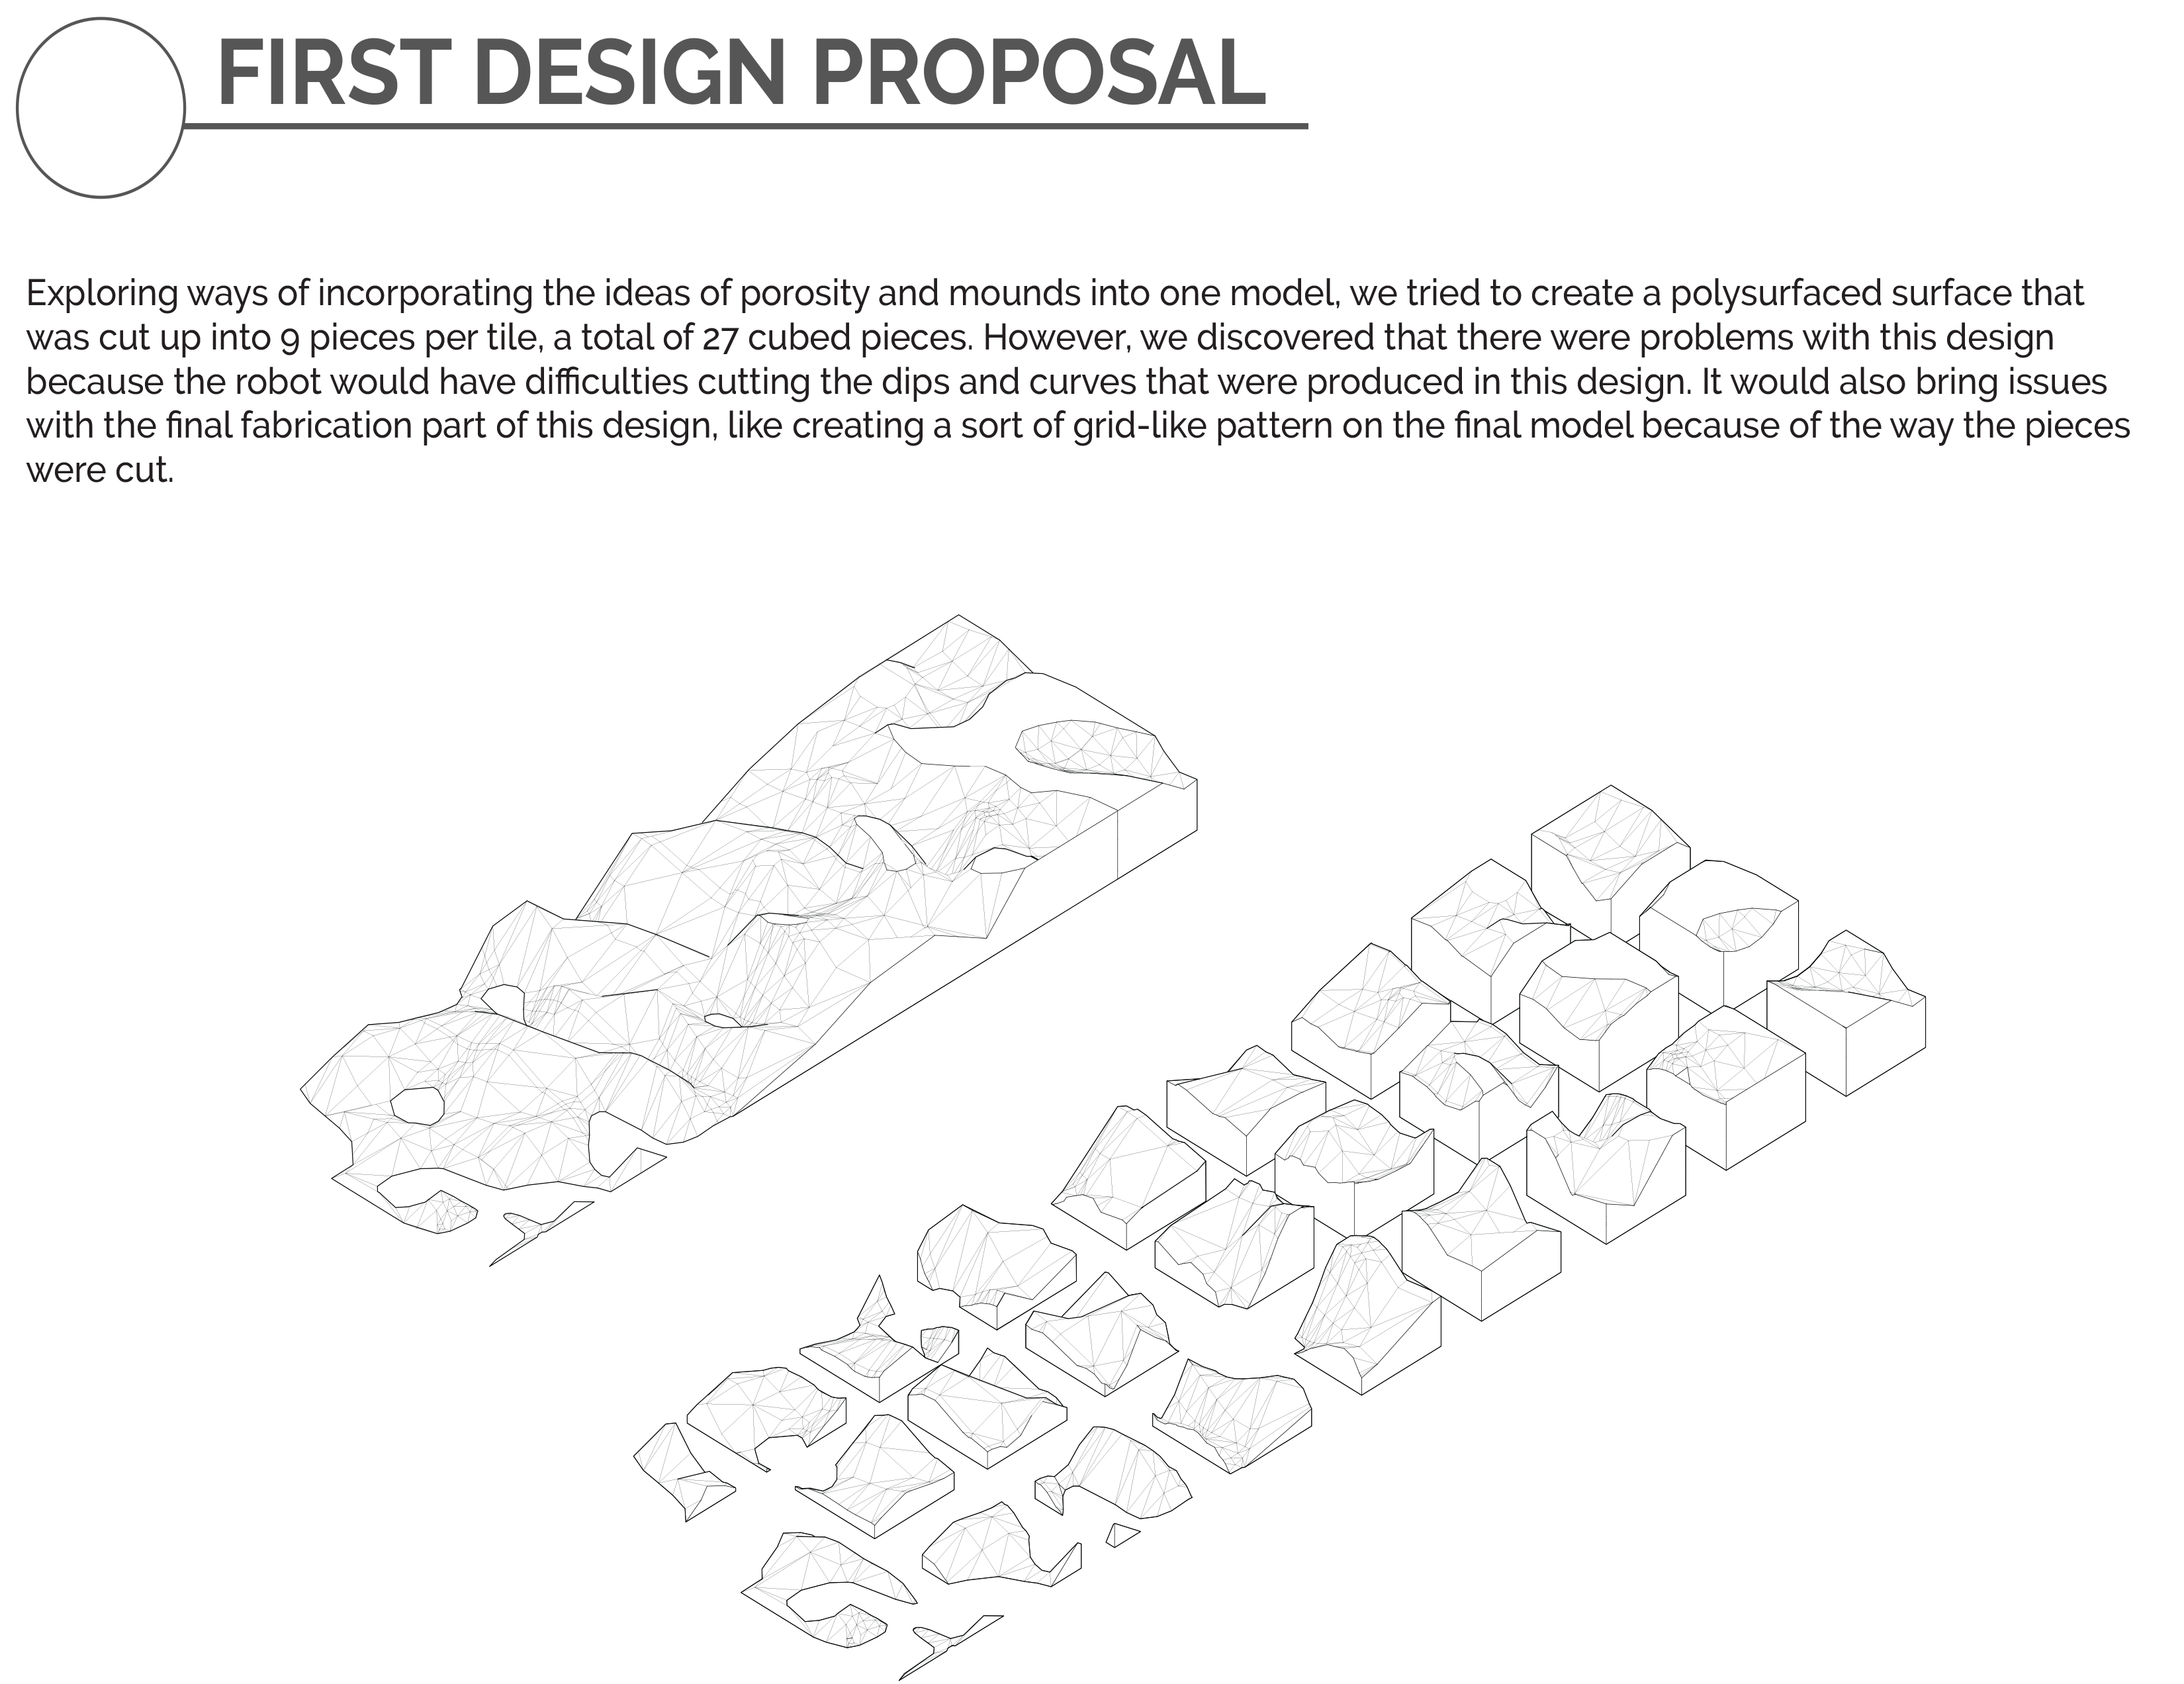 FIRST DESIGN PROPOSAL
Exploring ways of incorporating the ideas of porosity and mounds into one model, we tried to create a polysurfaced surface that
was cut up into 9 pieces per tile, a total of 27 cubed pieces. However, we discovered that there were problems with this design
because the robot would have difficulties cutting the dips and curves that were produced in this design. It would also bring issues
with the final fabrication part of this design, like creating a sort of grid-like pattern on the final model because of the way the pieces
were cut.